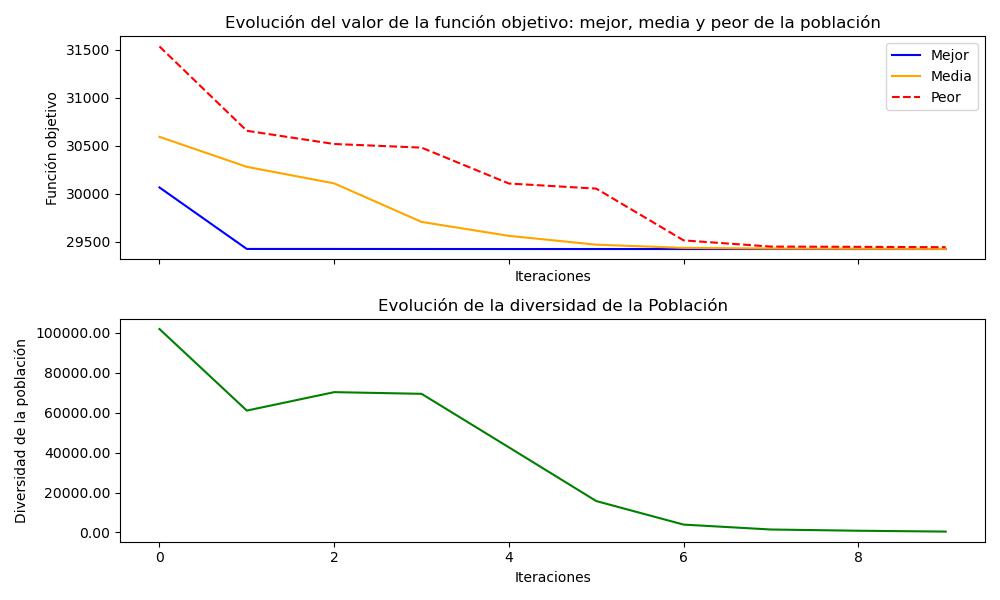 Evolución del valor de la función objetivo: mejor, media y peor de la población
31500
31000
30500
30000
29500
Función objetivo
Mejor
Media
Peor
Iteraciones
Evolución de la diversidad de la Población
100000.00
80000.00
60000.00
40000.00
20000.00
0.00
Diversidad de la población
0 2 4 6 8
Iteraciones